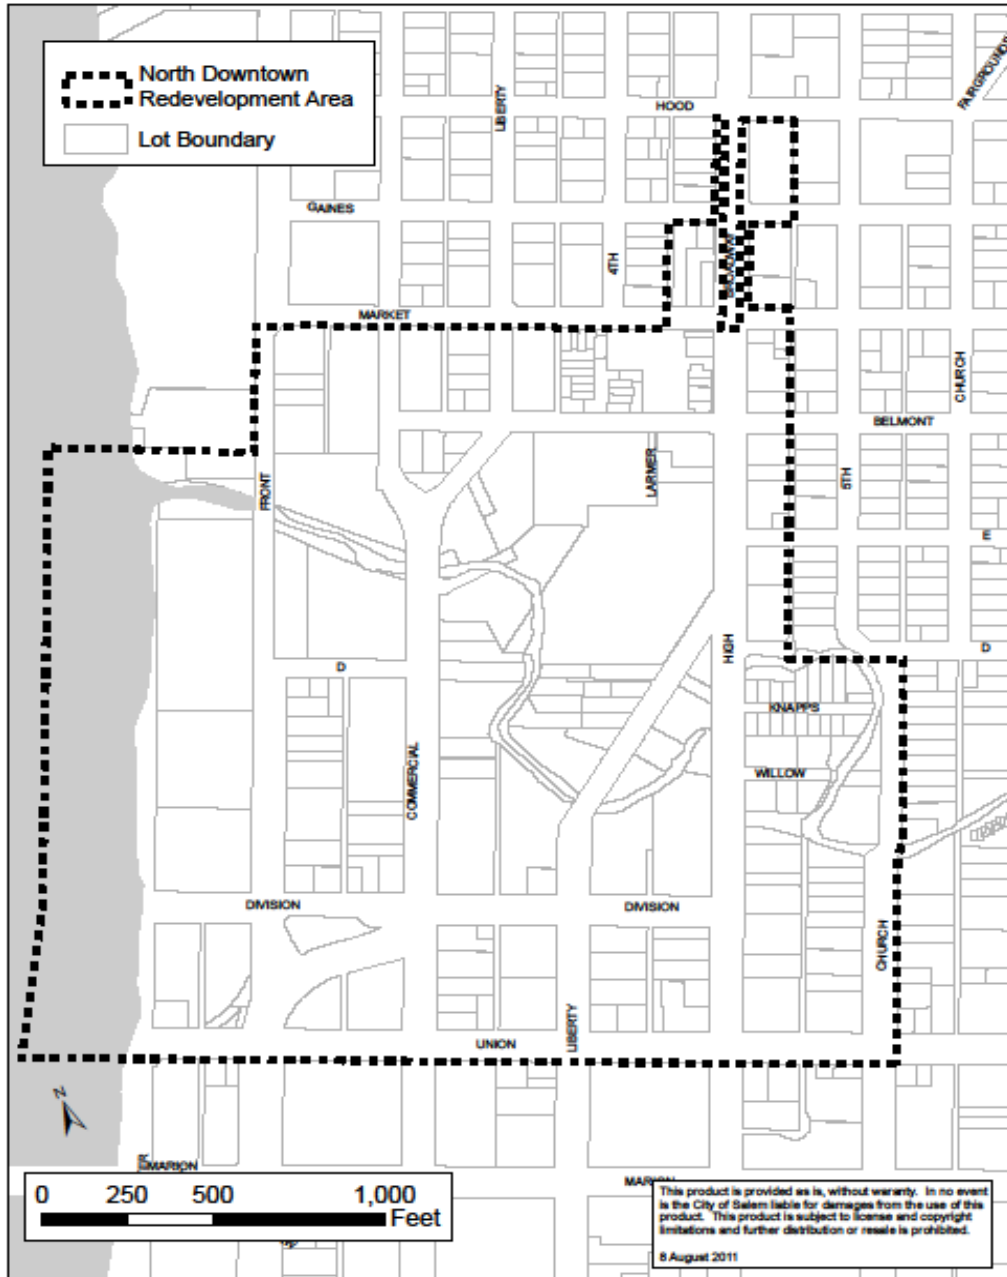 North Downtown
Redevelopment Area
Lot Boundary
LIBERTY
HOOD
FAIRGROUNDS
GAINES
4TH
BROADWAY
MARKET
CHURCH
BELMONT
LARMER
5TH
FRONT
E
HIGH
D
D
KNAPPS
WILLOW
COMMERCIAL
DIVISION
DIVISION
CHURCH
LIBERTY
UNION
N
MARION
MARION
0 250 500 1,000
Feet
This product is provided as is, without warranty. In no event
is the City of Salem liable for damages from the use of this
product. This product is subject to license and copyright
limitations and further distribution or resale is prohibited.
8 August 2011